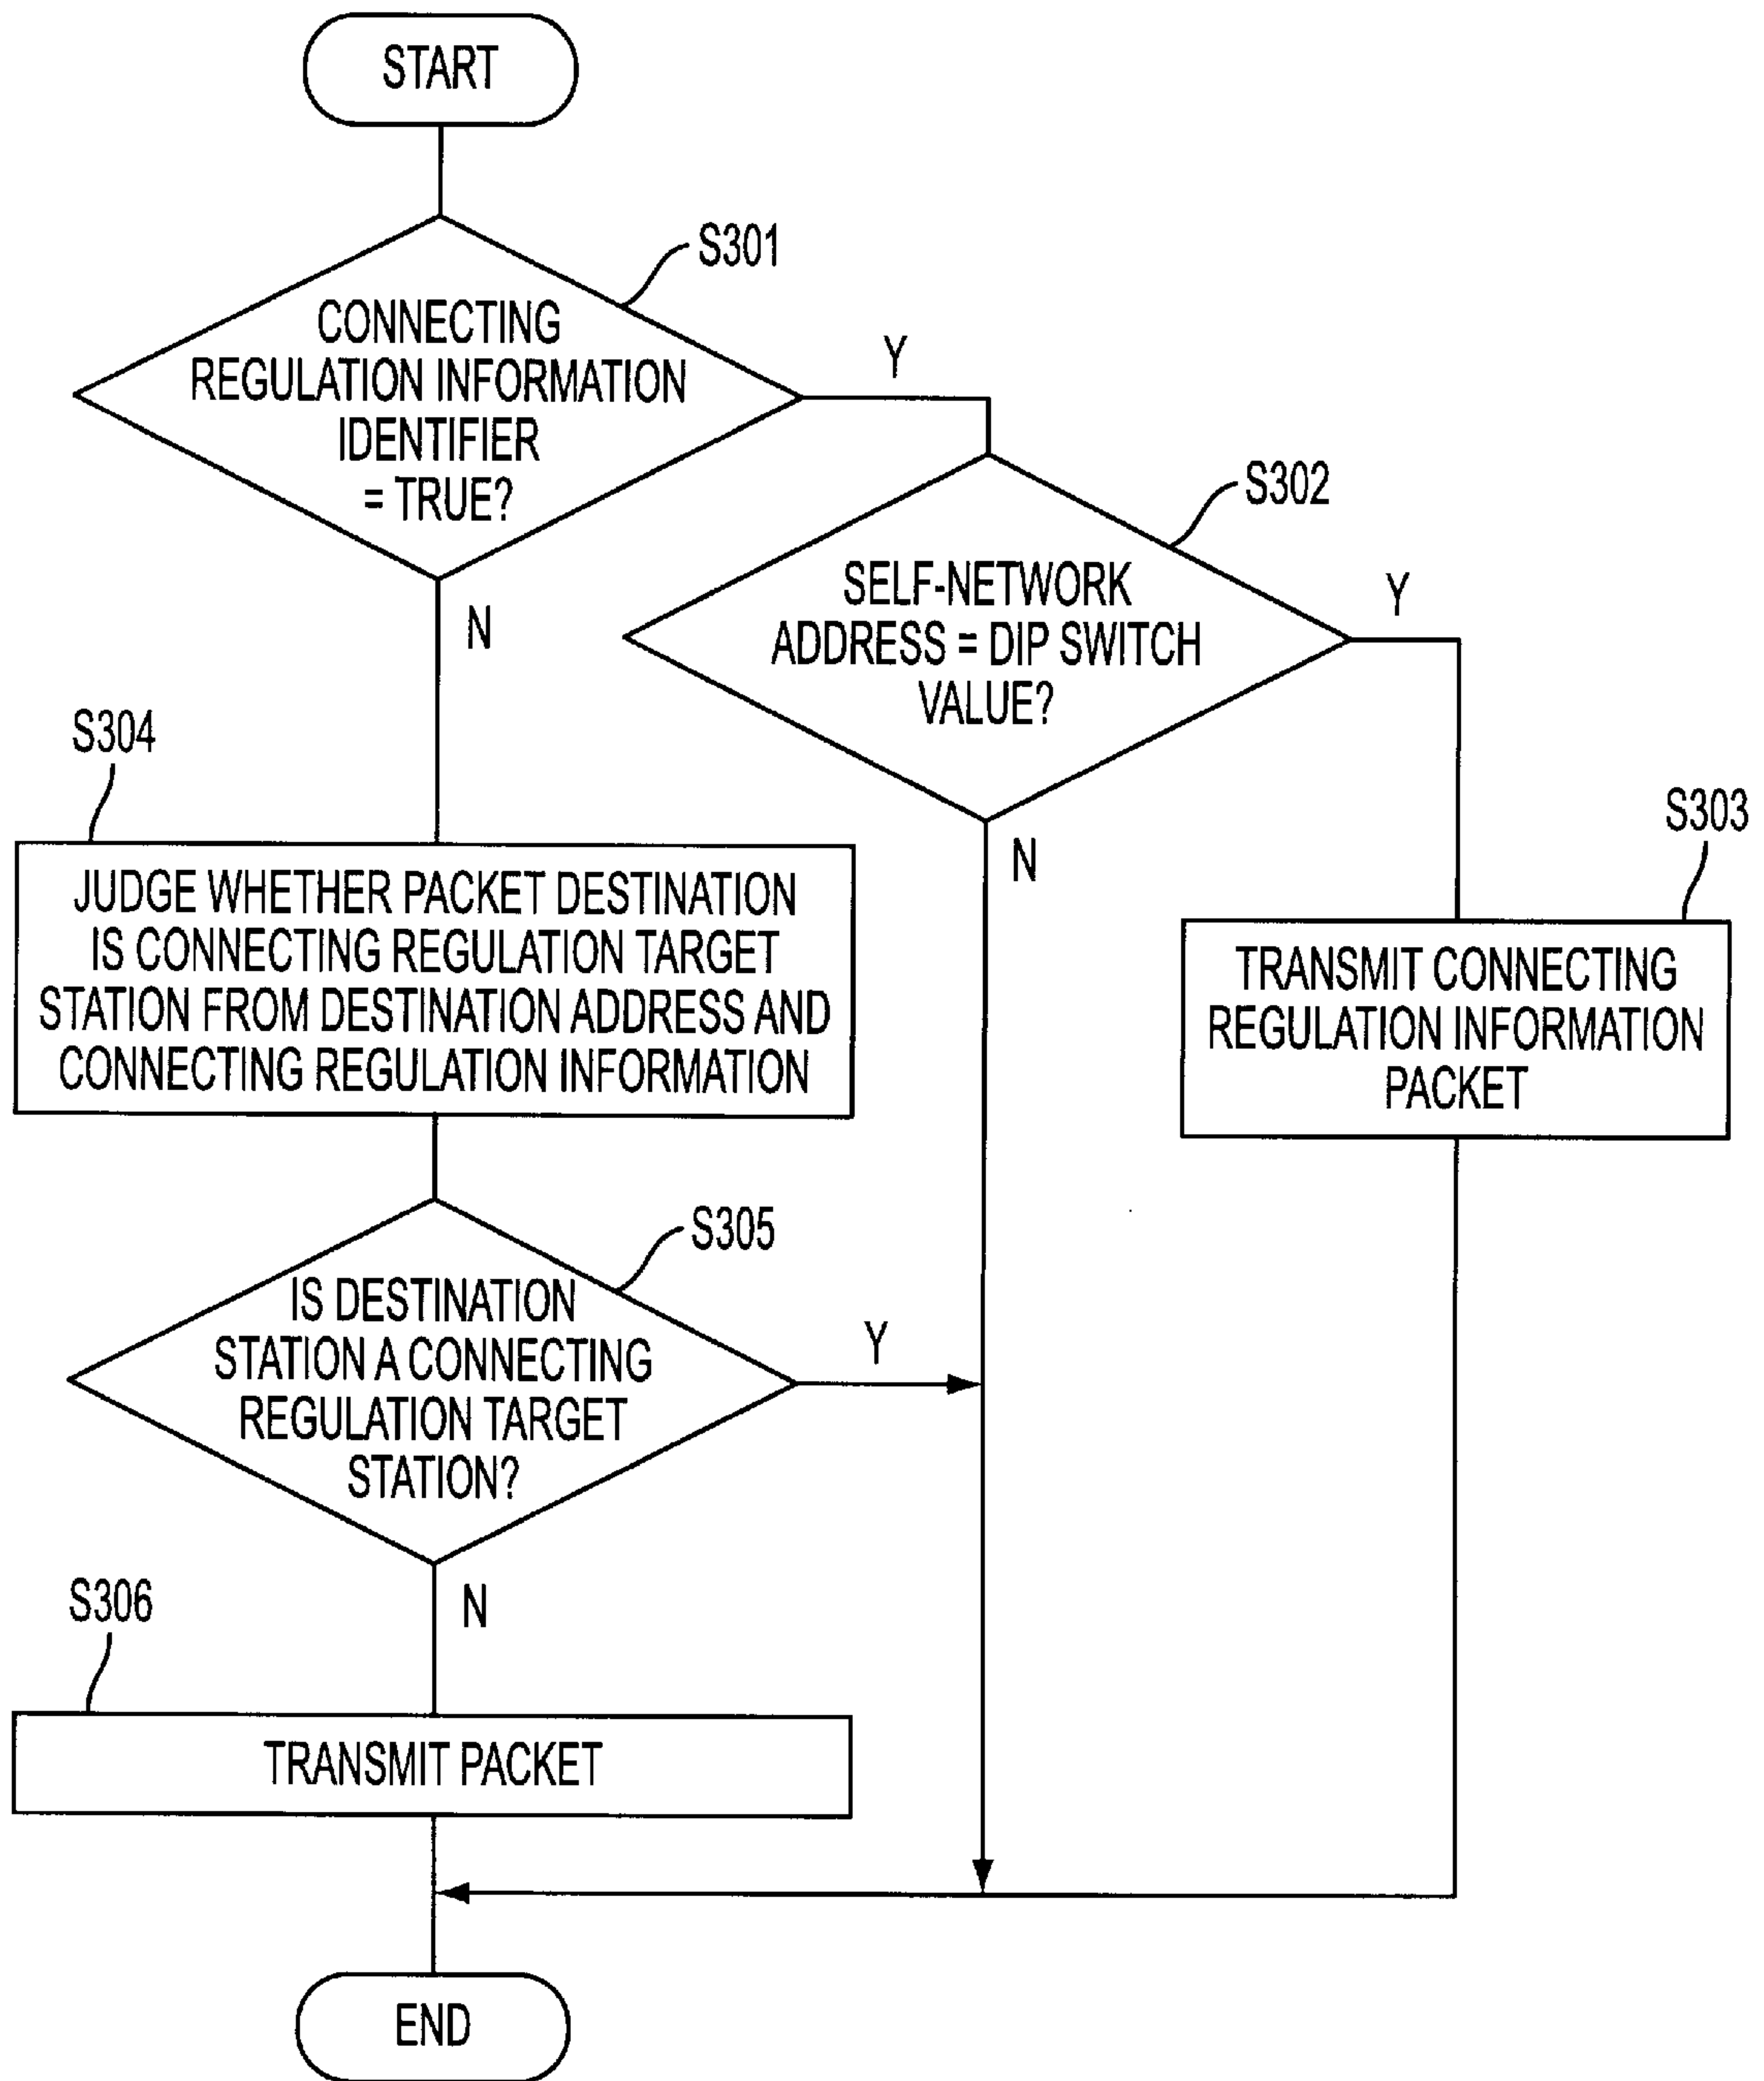 START
S301
CONNECTING
REGULATION INFORMATION
IDENTIFIER
= TRUE?
Y
N
S302
SELF-NETWORK
ADDRESS = DIP SWITCH
VALUE?
Y
N
S303
TRANSMIT CONNECTING
REGULATION INFORMATION
PACKET
S304
JUDGE WHETHER PACKET DESTINATION
IS CONNECTING REGULATION TARGET
STATION FROM DESTINATION ADDRESS AND
CONNECTING REGULATION INFORMATION
S305
IS DESTINATION
STATION A CONNECTING
REGULATION TARGET
STATION?
Y
N
S306
TRANSMIT PACKET
END